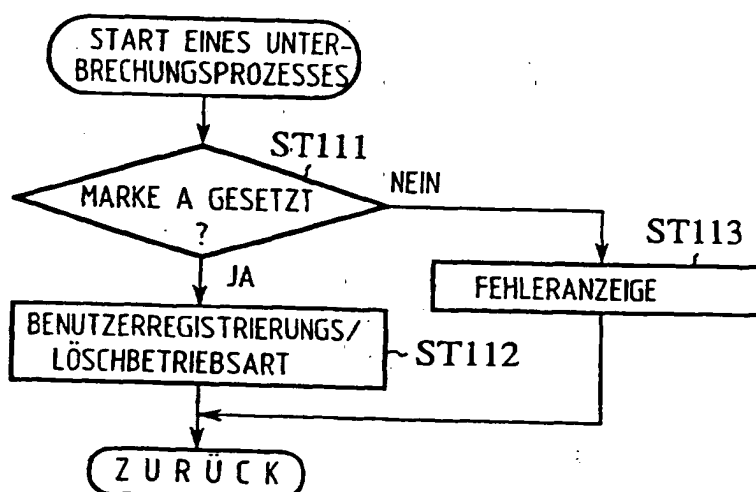 START EINES UNTER-
BRECHUNGSPROZESSES
ST111
MARKE A GESETZT
?
NEIN
JA
ST113
FEHLERANZEIGE
BENUTZERREGISTRIERUNGS/
LÖSCHBETRIEBSART
ST112
ZURÜCK